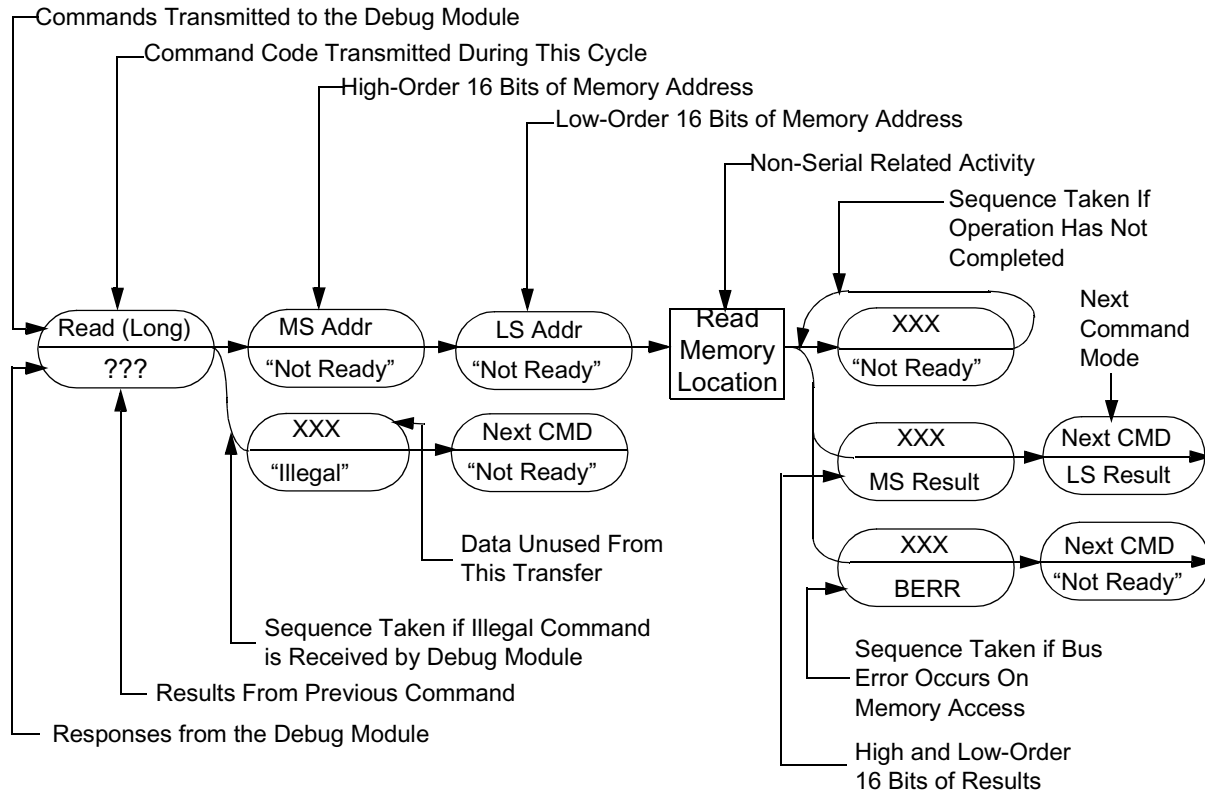 Commands Transmitted to the Debug Module
Command Code Transmitted During This Cycle
High-Order 16 Bits of Memory Address
Low-Order 16 Bits of Memory Address
Non-Serial Related Activity
Sequence Taken If
Operation Has Not
Completed
Next
Command
Mode
Read (Long)
???
MS Addr
“Not Ready”
LS Addr
“Not Ready”
Read
Memory
Location
XXX
“Not Ready”
XXX
“Illegal”
Next CMD
“Not Ready”
XXX
MS Result
Next CMD
LS Result
XXX
BERR
Next CMD
“Not Ready”
Data Unused From
This Transfer
Sequence Taken if Illegal Command
is Received by Debug Module
Results From Previous Command
Responses from the Debug Module
Sequence Taken if Bus
Error Occurs On
Memory Access
High and Low-Order
16 Bits of Results